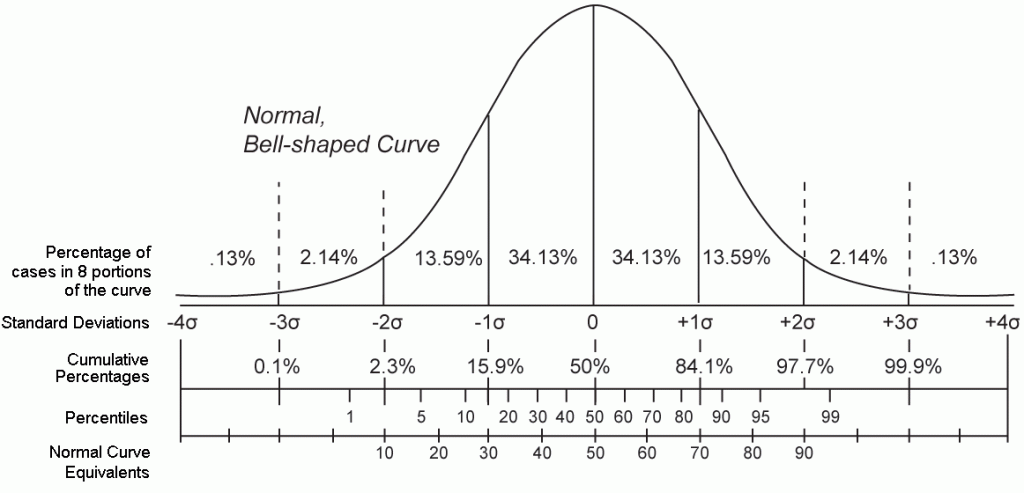 Normal,
Bell-shaped Curve
Percentage of
cases in 8 portions
of the curve
.13% 2.14% 13.59% 34.13% 34.13% 13.59% 2.14% .13%
Standard Deviations -4σ -3σ -2σ -1σ 0 +1σ +2σ +3σ +4σ
Cumulative
Percentages
0.1% 2.3% 15.9% 50% 84.1% 97.7% 99.9%
Percentiles 1 5 10 20 30 40 50 60 70 80 90 95 99
Normal Curve
Equivalents
10 20 30 40 50 60 70 80 90